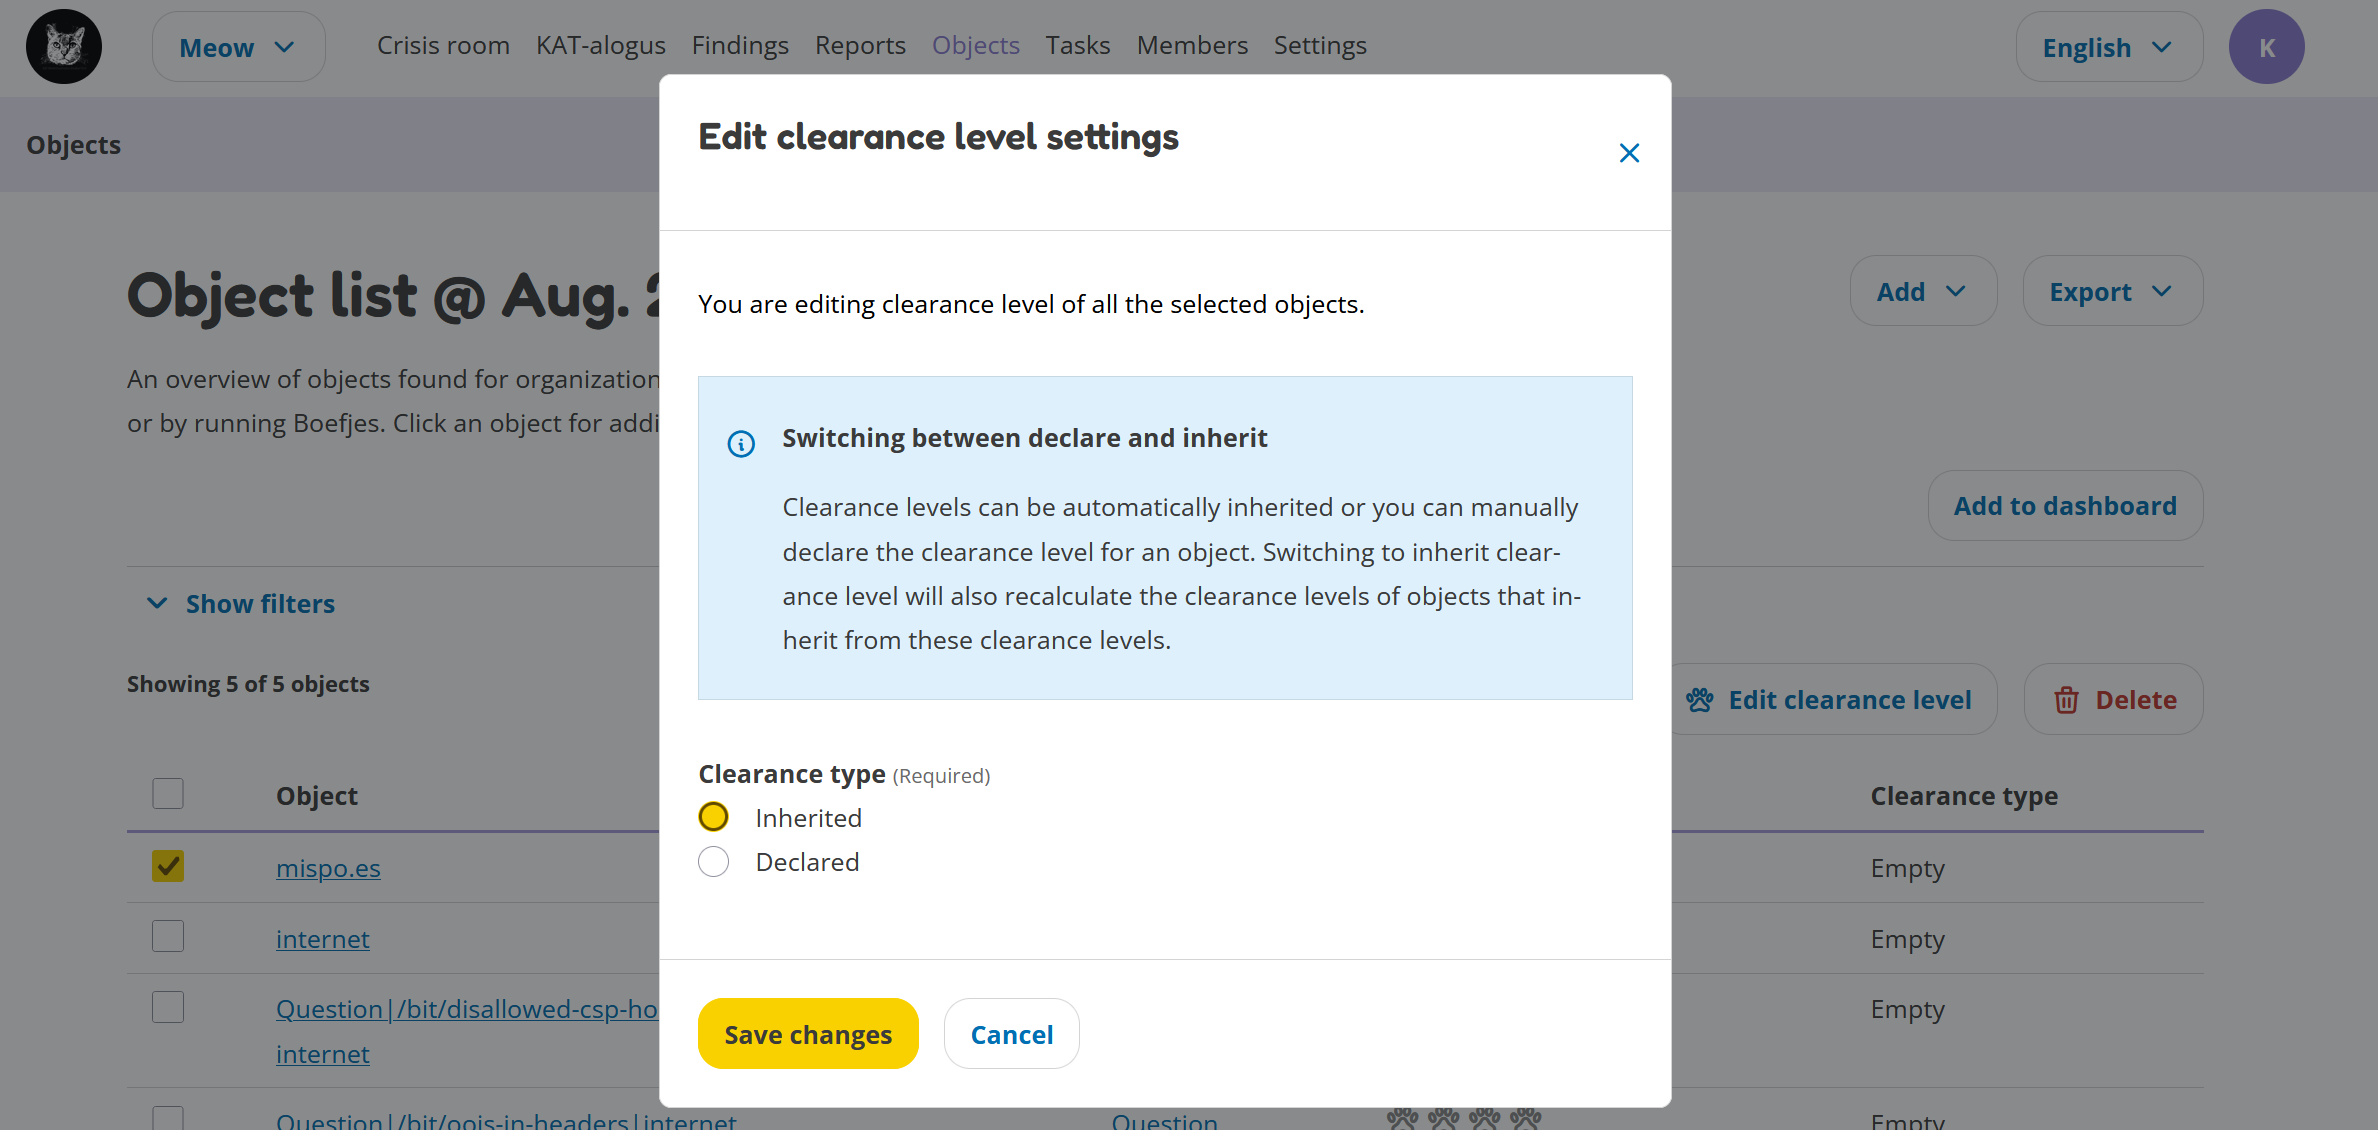 Meow
Crisis room
KAT-alogus
Findings
Reports
Objects
Tasks
Members
Settings
English
K
Objects
Edit clearance level settings
Object list @ Aug.
An overview of objects found for organization
or by running Boefjes. Click an object for addi
Add
Export
Add to dashboard
You are editing clearance level of all the selected objects.
Switching between declare and inherit
Clearance levels can be automatically inherited or you can manually
declare the clearance level for an object. Switching to inherit clear-
ance level will also recalculate the clearance levels of objects that in-
herit from these clearance levels.
Show filters
Showing 5 of 5 objects
Edit clearance level
Delete
Clearance type (Required)
Inherited
Declared
Save changes
Cancel
Object
Clearance type
mispo.es
Empty
internet
Empty
Question|/bit/disallowed-csp-ho
internet
Empty
Question|/bit/oois-in-headers|internet
Question
Empty